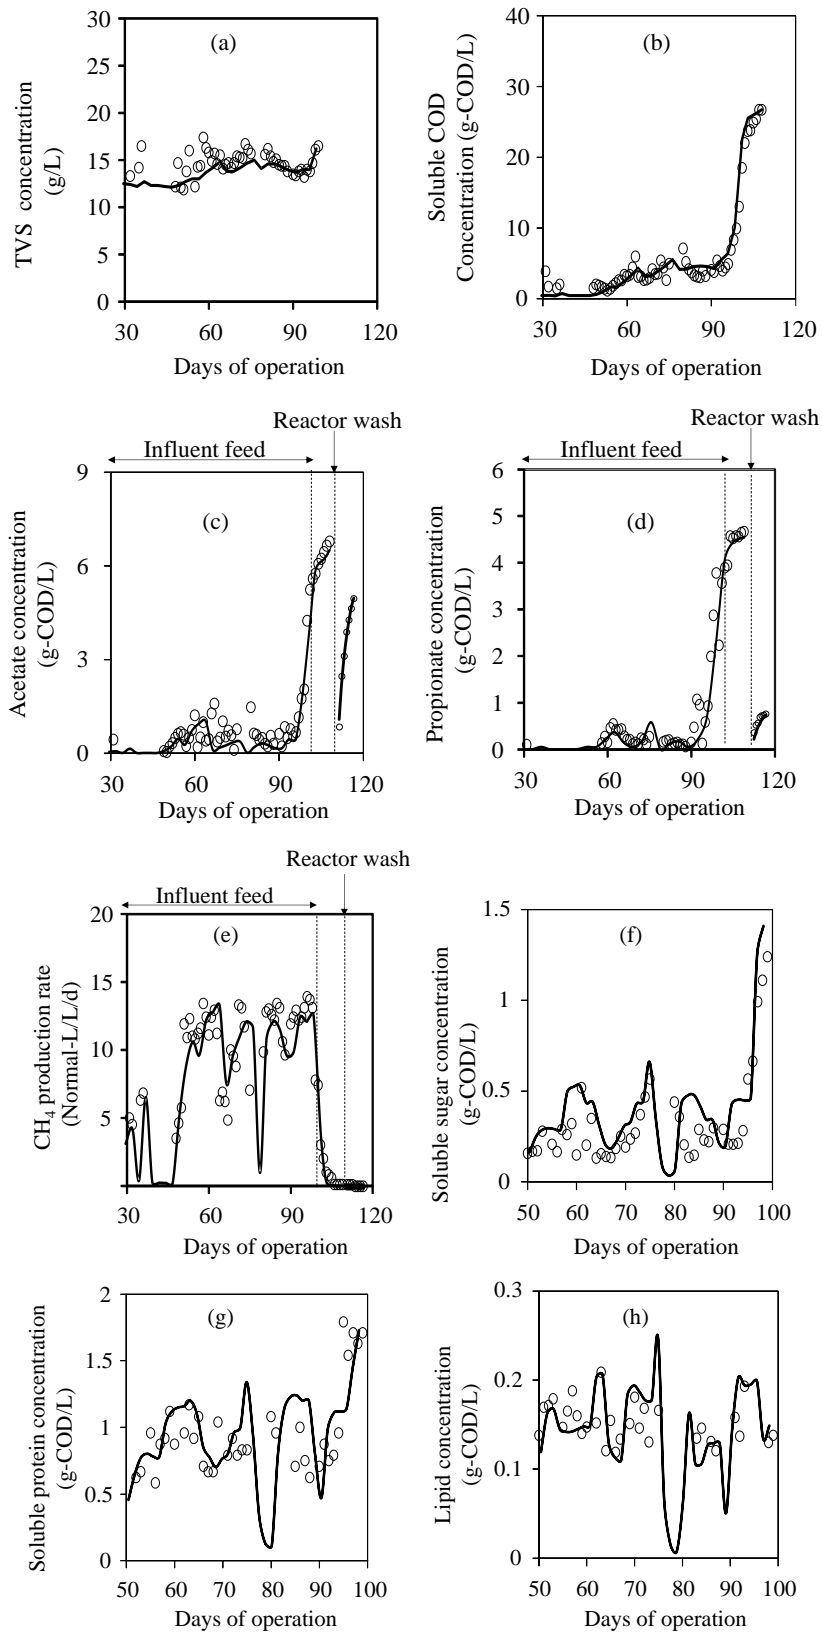 (a)
TVS concentration
(g/L)
30
25
20
15
10
5
0
30
60
90
120
Days of operation
(b)
Soluble COD
Concentration (g-COD/L)
40
30
20
10
0
30
60
90
120
Days of operation
Reactor wash
Influent feed
(c)
Acetate concentration
(g-COD/L)
9
6
3
0
30
60
90
120
Days of operation
Reactor wash
Influent feed
(d)
Propionate concentration
(g-COD/L)
6
5
4
3
2
1
0
30
60
90
120
Days of operation
Reactor wash
Influent feed
(e)
CH4 production rate
(Normal-L/L/d)
20
15
10
5
30
60
90
120
Days of operation
(f)
Soluble sugar concentration
(g-COD/L)
1.5
1
0.5
0
50
60
70
80
90
100
Days of operation
(g)
Soluble protein concentration
(g-COD/L)
2
1.5
1
0.5
0
50
60
70
80
90
100
Days of operation
(h)
Lipid concentration
(g-COD/L)
0.3
0.2
0.1
0
50
60
70
80
90
100
Days of operation